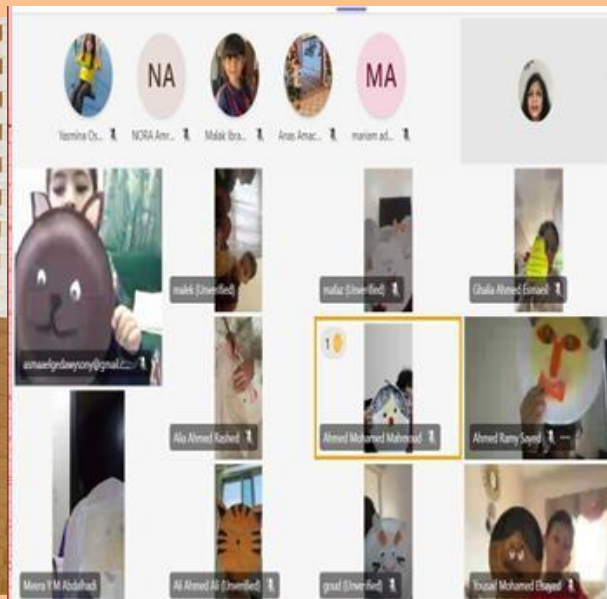 NA
MA
Yasmina Os...
NORA Amr...
Malak Ibra...
Anas Amac...
mariam ad...
malek (Unverified)
mafaz (Unverified)
Ghalia Ahmed Esmaeil
asmaaelgedawysony@gmail.c...
1
Alia Ahmed Rashed
Ahmed Mohamed Mahmoud
Ahmed Ramy Sayed
Meera Y M Abdalhadi
Ali Ahmed Ali (Unverified)
goud (Unverified)
Yousaif Mohamed Elsayed